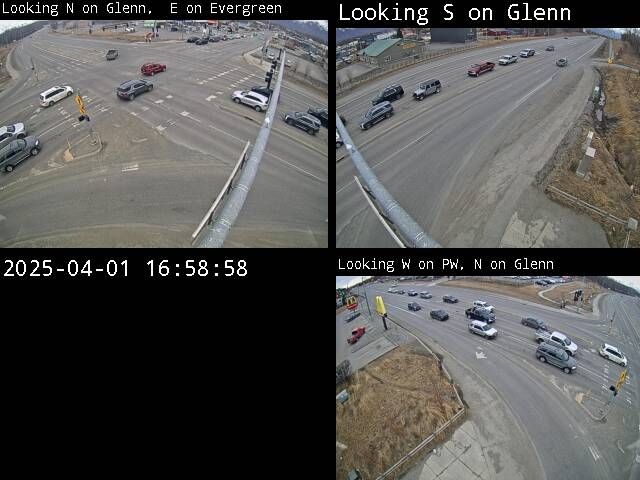 Looking N on Glenn,  E on Evergreen
Looking S on Glenn
2025-04-01 16:58:58
Looking W on PW, N on Glenn